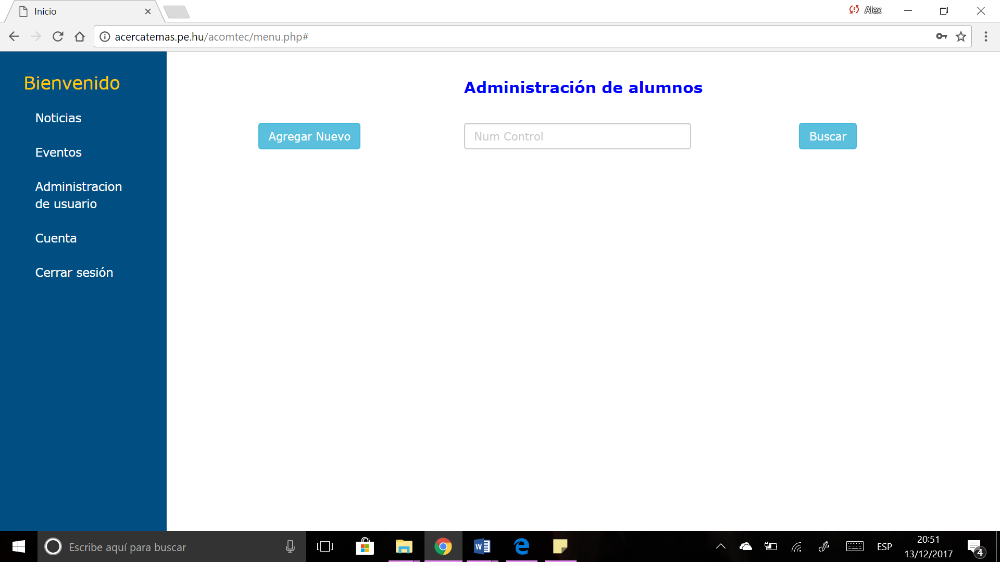 Inicio
Alex
acercatemas.pe.hu/acomtec/menu.php#
Bienvenido
Noticias
Eventos
Administracion
de usuario
Cuenta
Cerrar sesión
Administración de alumnos
Agregar Nuevo
Num Control
Buscar
Escribe aquí para buscar
ESP
20:51
13/12/2017
4